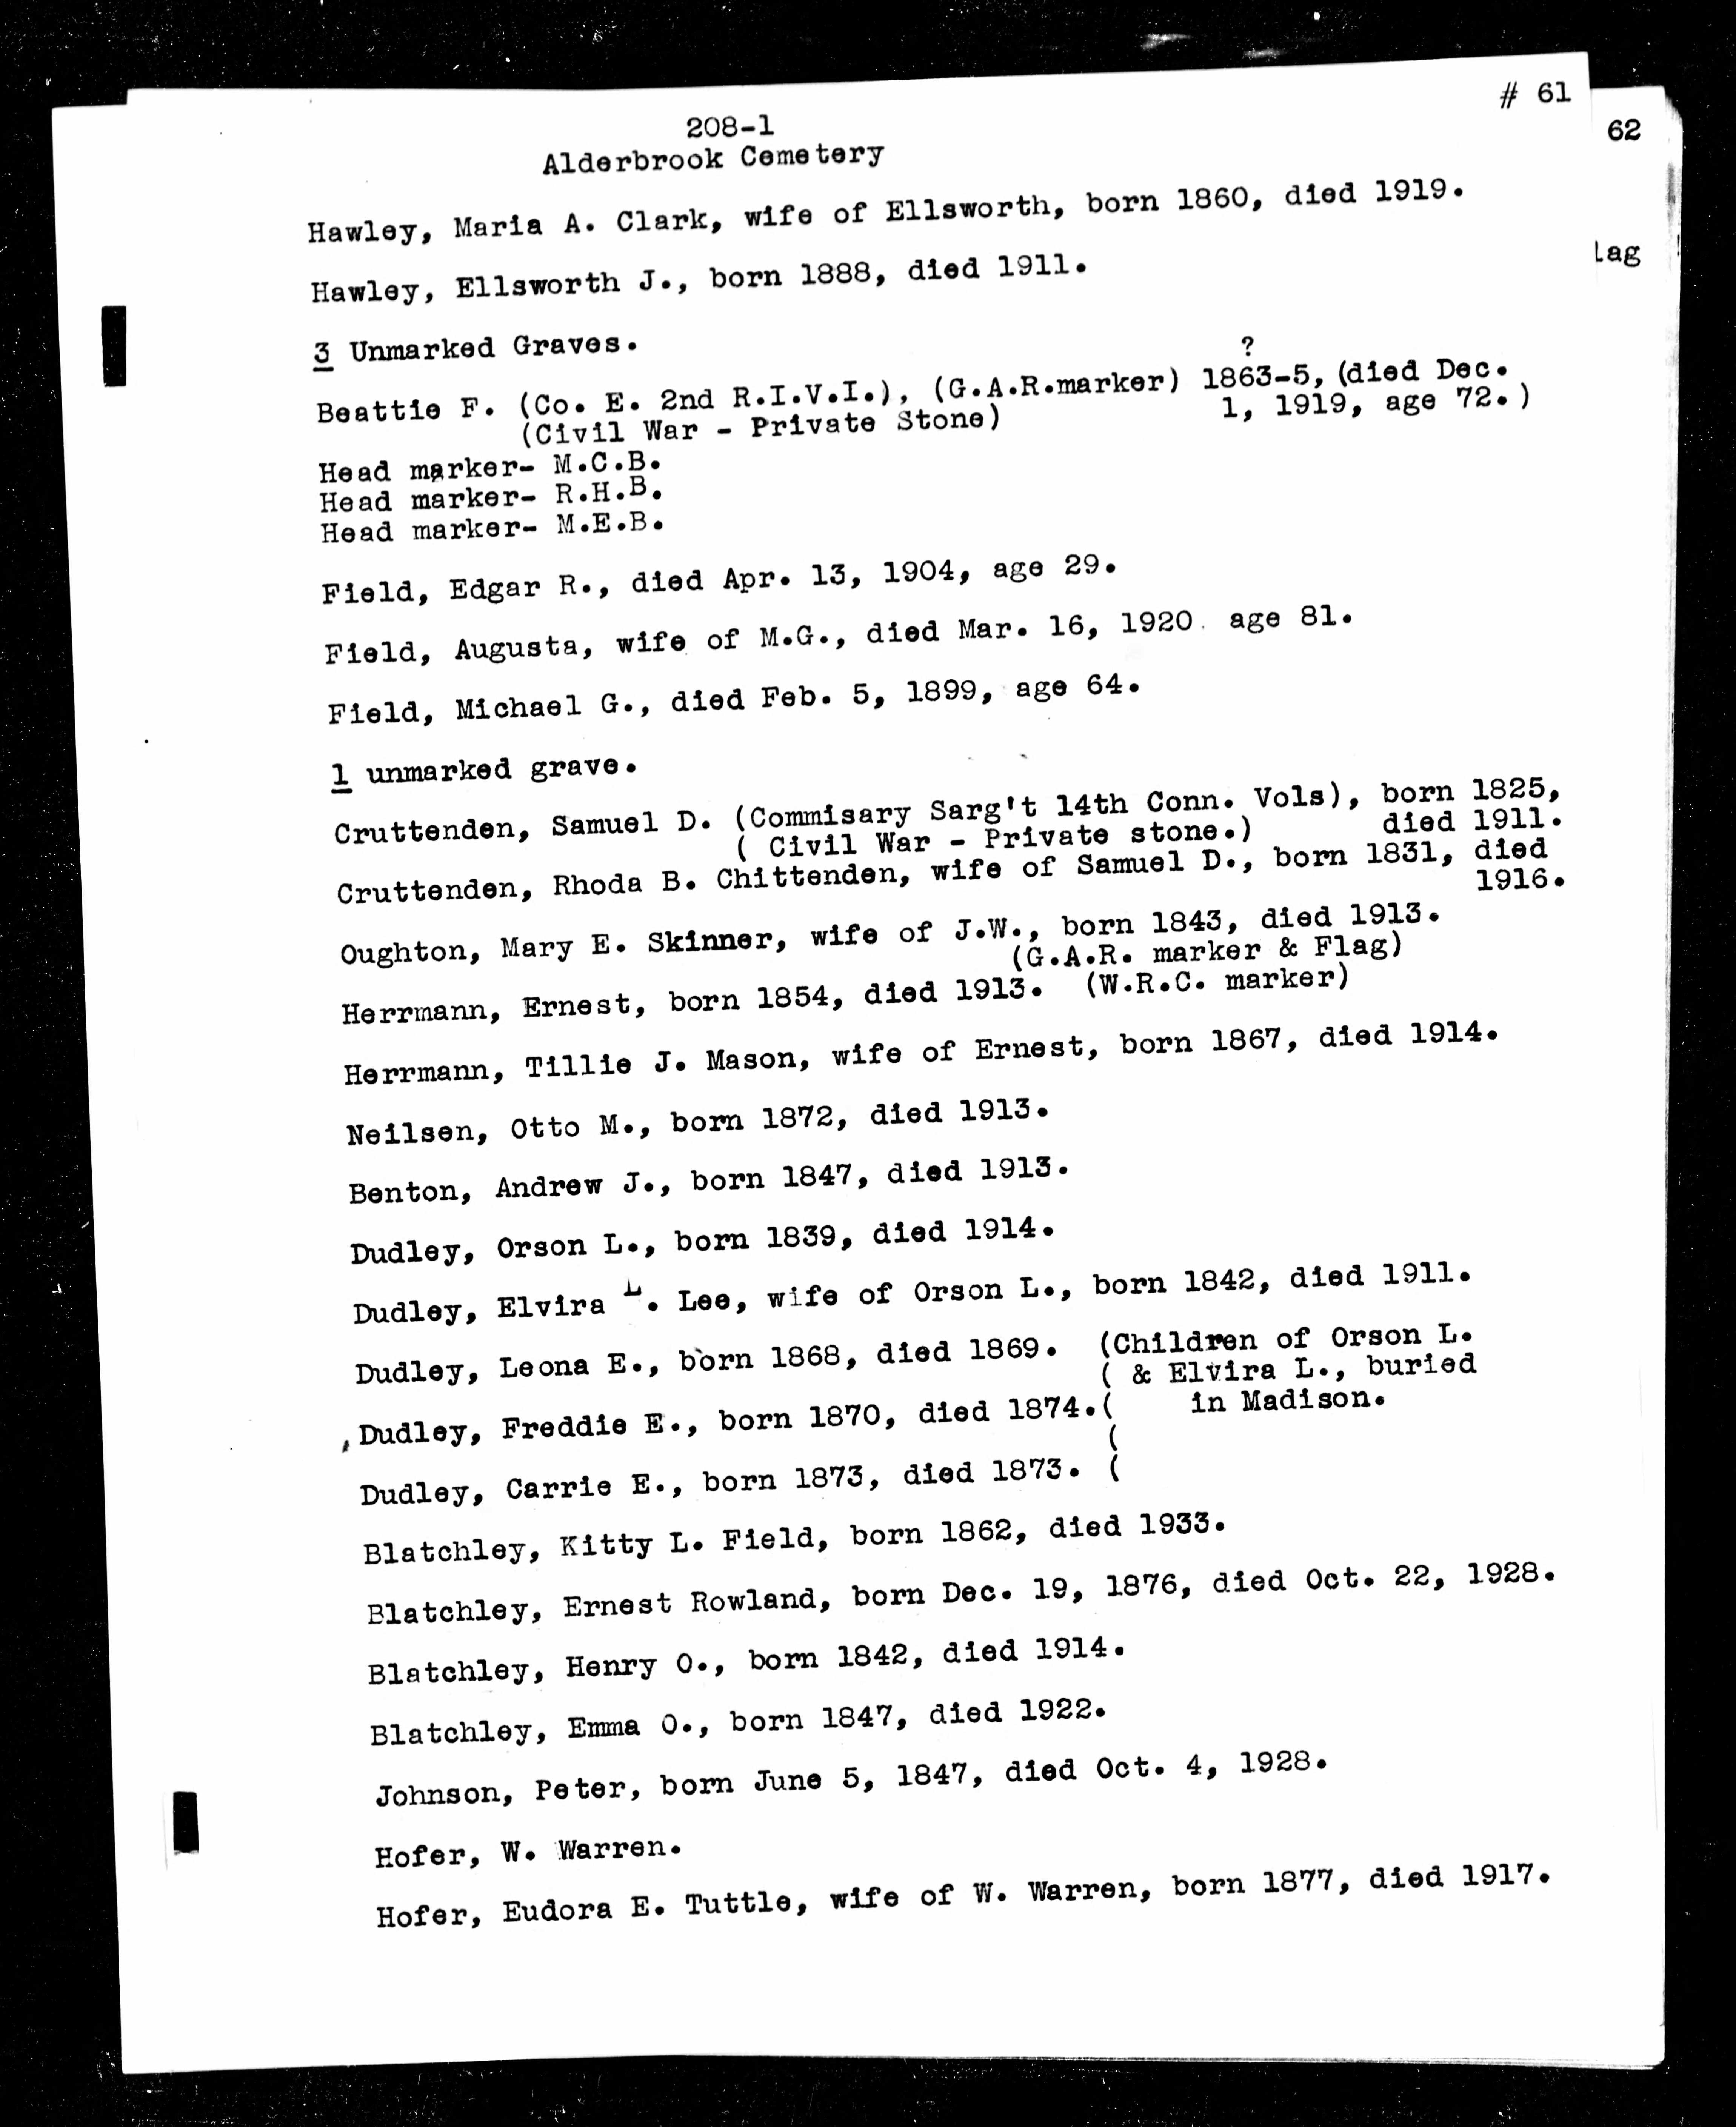 # 61
62
208-1
Alderbrook Cemetery
Hawley, Maria A. Clark, wife of Ellsworth, born 1860, died 1919.
lag
Hawley, Ellsworth J., born 1888, died 1911.
3 Unmarked Graves.
?
Beattie F. (Co. E. 2nd R.I.V.I.), (G.A.R.marker) 1863-5, (died Dec.
(Civil War - Private Stone) 1, 1919, age 72.)
Head marker- M.C.B.
Head marker- R.H.B.
Head marker- M.E.B.
Field, Edgar R., died Apr. 13, 1904, age 29.
Field, Augusta, wife of M.G., died Mar. 16, 1920. age 81.
Field, Michael G., died Feb. 5, 1899, age 64.
1 unmarked grave.
Cruttenden, Samuel D. (Commisary Sarg't 14th Conn. Vols), born 1825,
( Civil War - Private stone.) died 1911.
Cruttenden, Rhoda B. Chittenden, wife of Samuel D., born 1831, died
1916.
Oughton, Mary E. Skinner, wife of J.W., born 1843, died 1913.
(G.A.R. marker & Flag)
Herrmann, Ernest, born 1854, died 1913. (W.R.C. marker)
Herrmann, Tillie J. Mason, wife of Ernest, born 1867, died 1914.
Neilsen, Otto M., born 1872, died 1913.
Benton, Andrew J., born 1847, died 1913.
Dudley, Orson L., born 1839, died 1914.
Dudley, Elvira L. Lee, wife of Orson L., born 1842, died 1911.
Dudley, Leona E., born 1868, died 1869. (Children of Orson L.
( & Elvira L., buried
Dudley, Freddie E., born 1870, died 1874.( in Madison.
(
Dudley, Carrie E., born 1873, died 1873. (
Blatchley, Kitty L. Field, born 1862, died 1933.
Blatchley, Ernest Rowland, born Dec. 19, 1876, died Oct. 22, 1928.
Blatchley, Henry O., born 1842, died 1914.
Blatchley, Emma O., born 1847, died 1922.
Johnson, Peter, born June 5, 1847, died Oct. 4, 1928.
Hofer, W. Warren.
Hofer, Eudora E. Tuttle, wife of W. Warren, born 1877, died 1917.